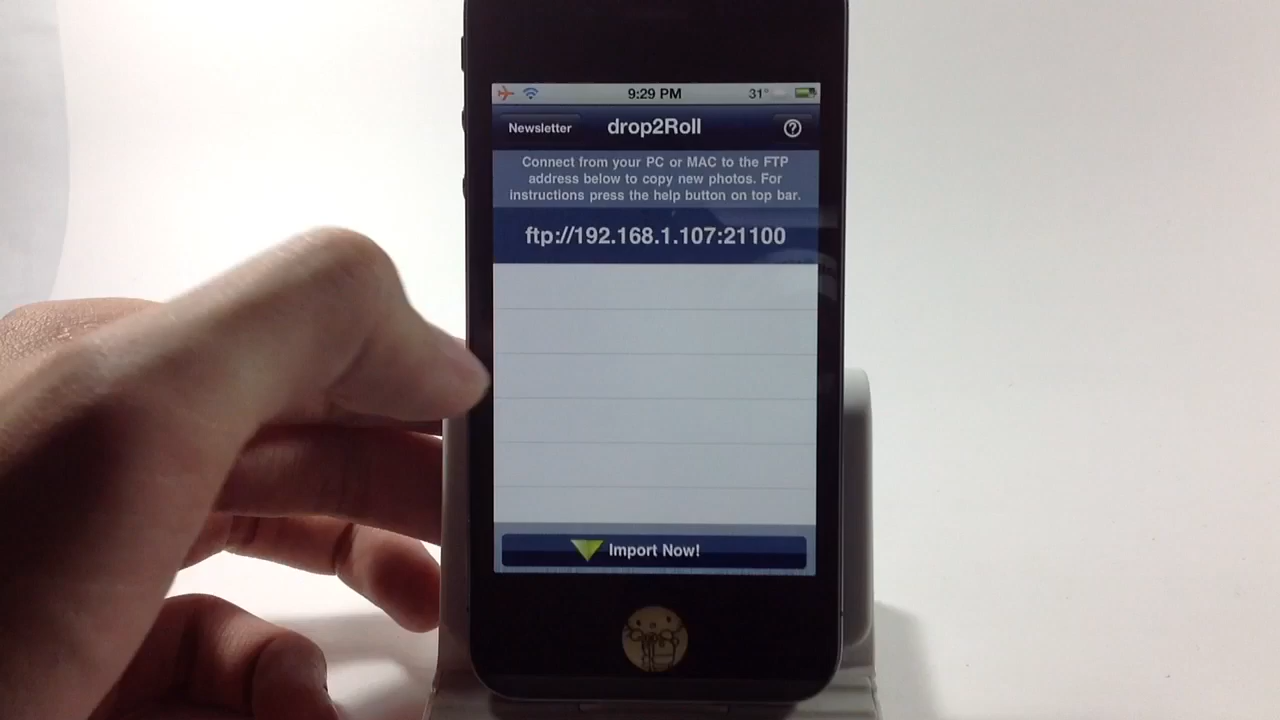 9:29 PM 31°
Newsletter drop2Roll ?
Connect from your PC or MAC to the FTP
address below to copy new photos. For
instructions press the help button on top bar.
ftp://192.168.1.107:21100
Import Now!